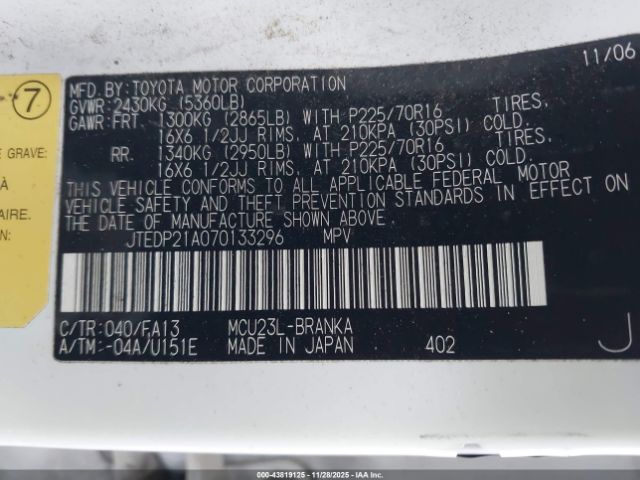 11/06
MFD. BY: TOYOTA MOTOR CORPORATION
GVWR: 2430KG (5360LB)
GAWR: FRT. 1300KG (2865LB) WITH P225/70R16 TIRES,
16X6 1/2JJ RIMS, AT 210KPA (30PSI) COLD.
RR. 1340KG (2950LB) WITH P225/70R16 TIRES,
16X6 1/2JJ RIMS, AT 210KPA (30PSI) COLD.
THIS VEHICLE CONFORMS TO ALL APPLICABLE FEDERAL MOTOR
VEHICLE SAFETY AND THEFT PREVENTION STANDARDS IN EFFECT ON
THE DATE OF MANUFACTURE SHOWN ABOVE.
JTEDP21A070133296 MPV
C/TR: 040/FA13 MCU23L-BRANKA
A/TM: -04A/U151E MADE IN JAPAN 402
J
7
E GRAVE:
À
AIRE.
000-43819125 - 11/28/2025 - IAAI.com